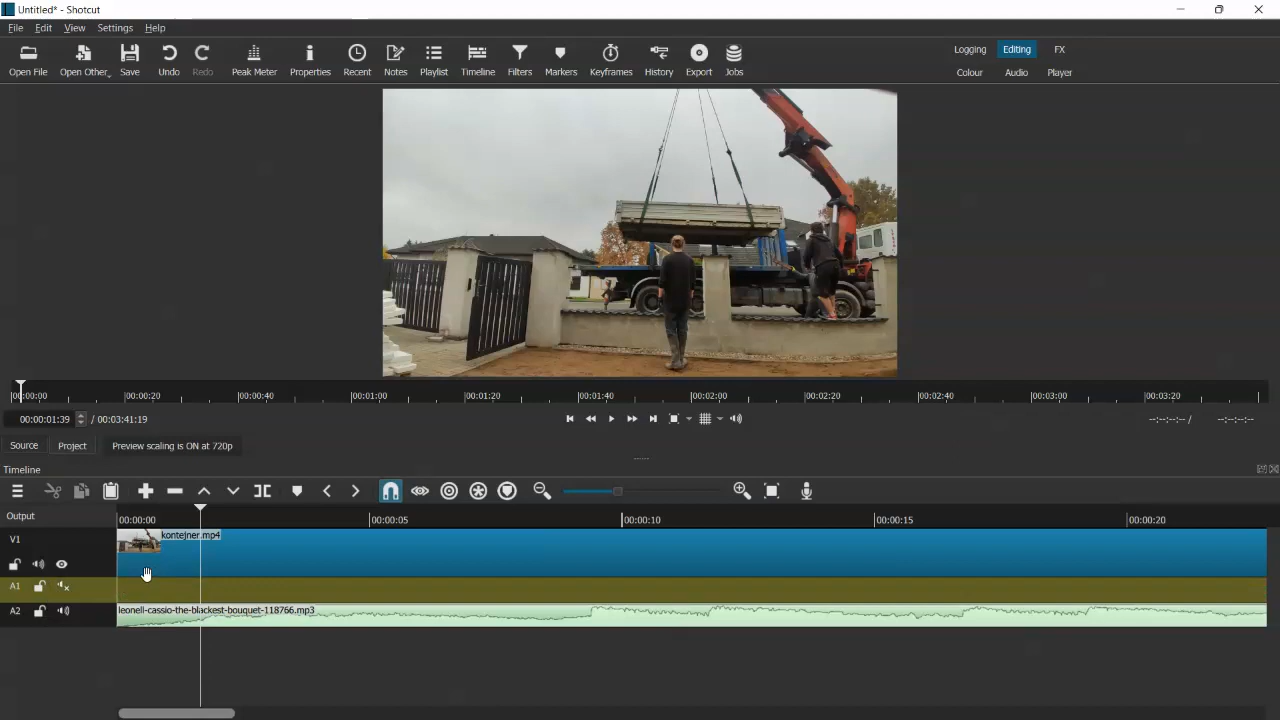 Untitled* - Shotcut
File Edit View Settings Help
Open File Open Other... Save Undo Redo Peak Meter Properties Recent Notes Playlist Timeline Filters Markers Keyframes History Export Jobs
Logging Editing FX
Colour Audio Player
00:00:00 00:00:20 00:00:40 00:01:00 00:01:20 00:01:40 00:02:00 00:02:20 00:02:40 00:03:00 00:03:20
00:00:01:39 / 00:03:41:19 --:--:--:-- / --:--:--:--
Source Project Preview scaling is ON at 720p
Timeline
Output 00:00:00 00:00:05 00:00:10 00:00:15 00:00:20
V1 kontejner.mp4
A1
A2 leonell-cassio-the-blackest-bouquet-118766.mp3